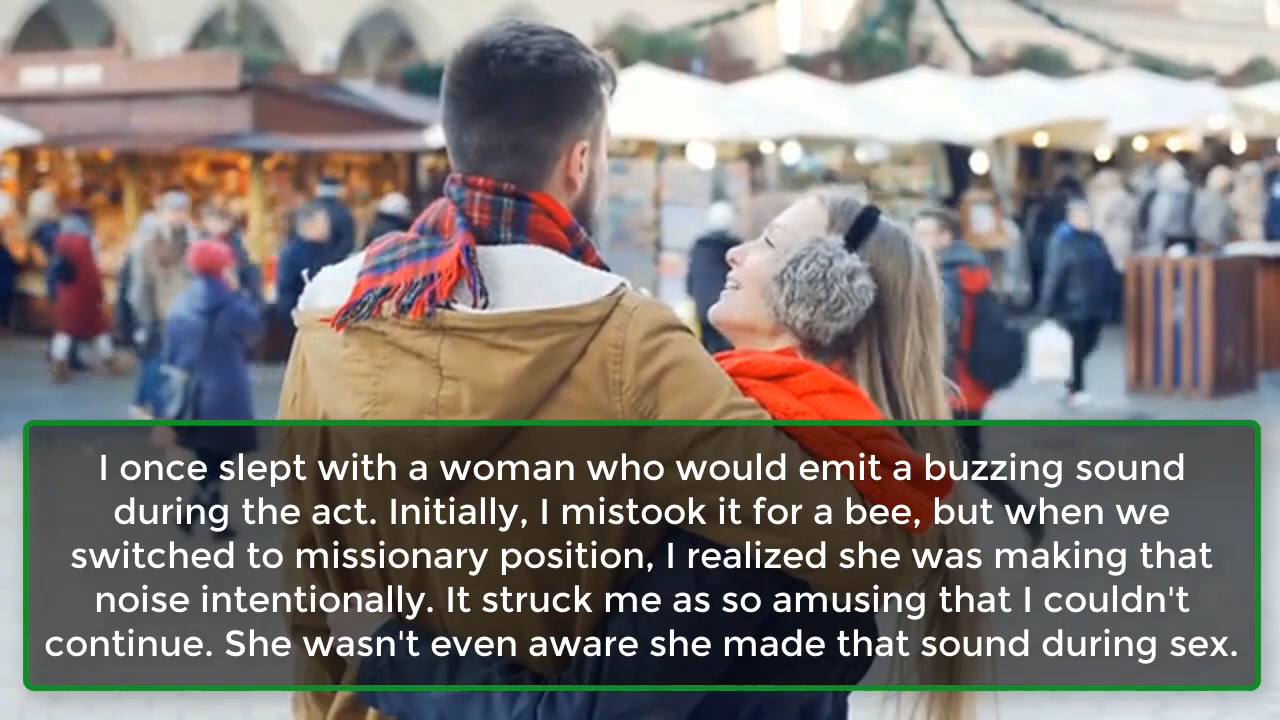 I once slept with a woman who would emit a buzzing sound
during the act. Initially, I mistook it for a bee, but when we
switched to missionary position, I realized she was making that
noise intentionally. It struck me as so amusing that I couldn't
continue. She wasn't even aware she made that sound during sex.